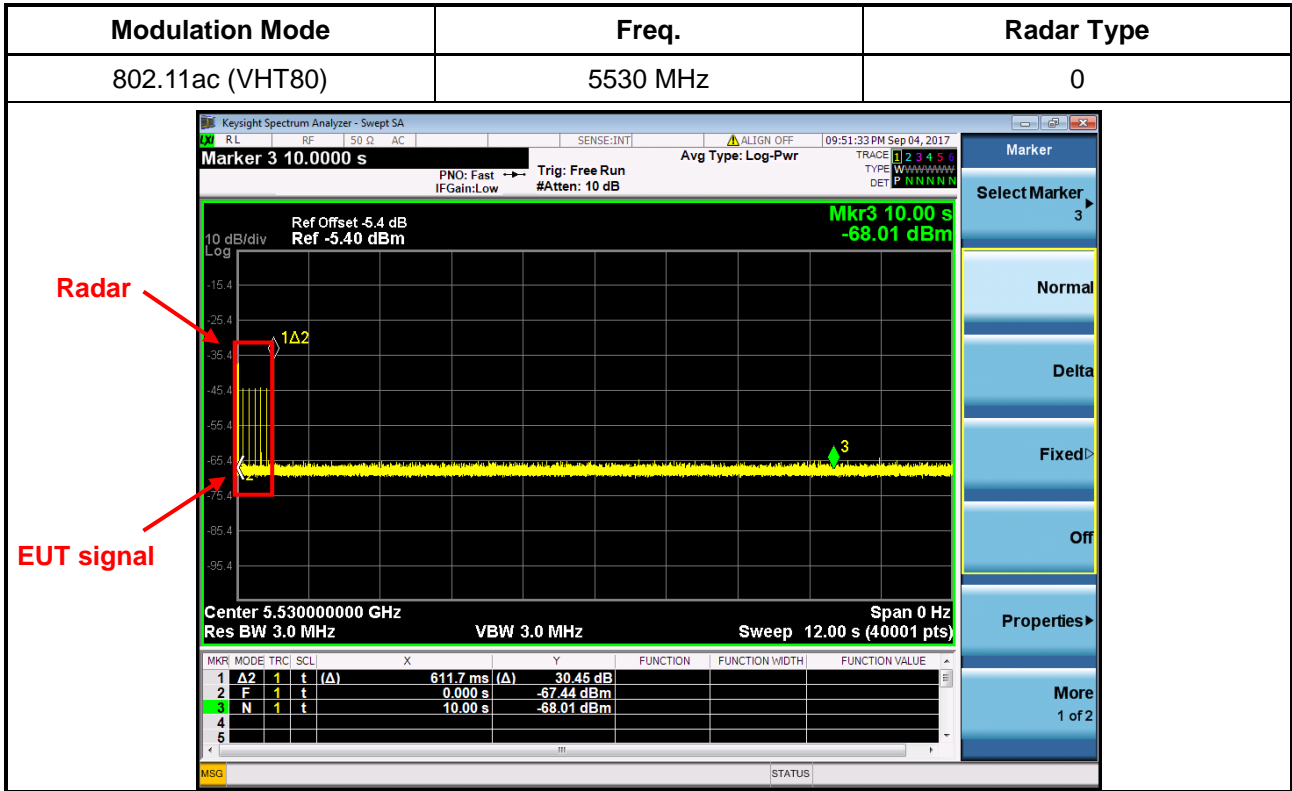 Modulation Mode Freq. Radar Type
802.11ac (VHT80) 5530 MHz 0
Keysight Spectrum Analyzer - Swept SA
LXI RL RF 50 Ω AC SENSE:INT ALIGN OFF 09:51:33 PM Sep 04, 2017
Marker 3 10.0000 s
PNO: Fast
IFGain:Low
Trig: Free Run
#Atten: 10 dB
Avg Type: Log-Pwr
TRACE 1 2 3 4 5 6
TYPE WWWWWW
DET P N N N N N
Ref Offset -5.4 dB
10 dB/div Ref -5.40 dBm
Log
Mkr3 10.00 s
-68.01 dBm
-15.4
-25.4
-35.4
-45.4
-55.4
-65.4
-75.4
-85.4
-95.4
Radar
1Δ2
2
3
EUT signal
Center 5.530000000 GHz Span 0 Hz
Res BW 3.0 MHz VBW 3.0 MHz Sweep 12.00 s (40001 pts)
MKR MODE TRC SCL X Y FUNCTION FUNCTION WIDTH FUNCTION VALUE
1 Δ2 1 t (Δ) 611.7 ms (Δ) 30.45 dB
2 F 1 t 0.000 s -67.44 dBm
3 N 1 t 10.00 s -68.01 dBm
4
5
MSG STATUS
Marker
Select Marker
3
Normal
Delta
Fixed
Off
Properties
More
1 of 2